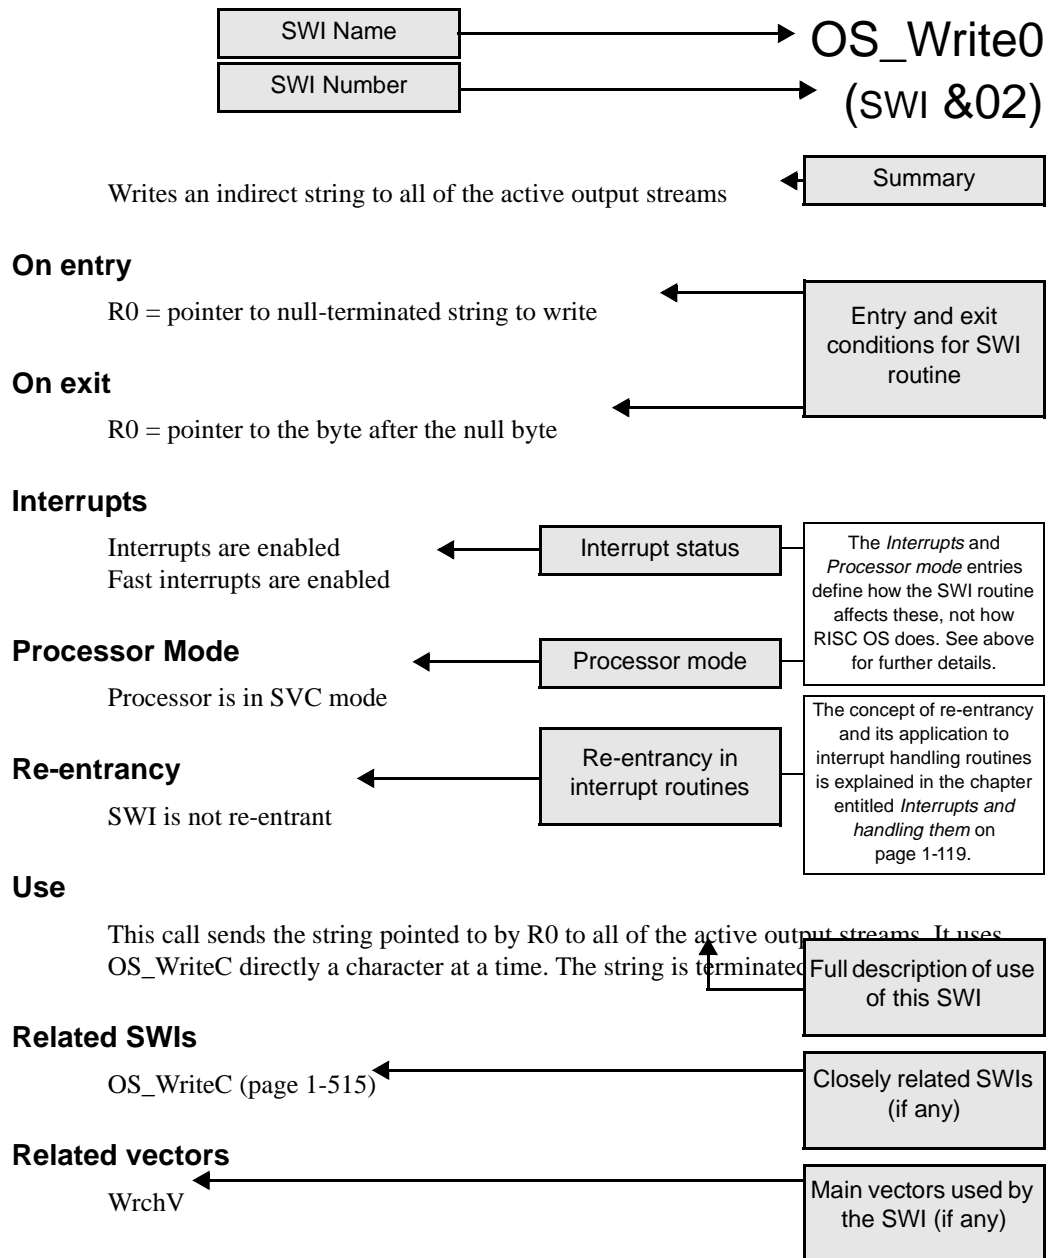 SWI Name
OS_Write0
SWI Number
(SWI &02)
Writes an indirect string to all of the active output streams
Summary
On entry
R0 = pointer to null-terminated string to write
Entry and exit
conditions for SWI
routine
On exit
R0 = pointer to the byte after the null byte
Interrupts
Interrupts are enabled
Fast interrupts are enabled
Interrupt status
The Interrupts and
Processor mode entries
define how the SWI routine
affects these, not how
RISC OS does. See above
for further details.
Processor Mode
Processor is in SVC mode
Processor mode
Re-entrancy
SWI is not re-entrant
Re-entrancy in
interrupt routines
The concept of re-entrancy
and its application to
interrupt handling routines
is explained in the chapter
entitled Interrupts and
handling them on
page 1-119.
Use
This call sends the string pointed to by R0 to all of the active output streams. It uses
OS_WriteC directly a character at a time. The string is terminated
Full description of use
of this SWI
Related SWIs
OS_WriteC (page 1-515)
Closely related SWIs
(if any)
Related vectors
WrchV
Main vectors used by
the SWI (if any)